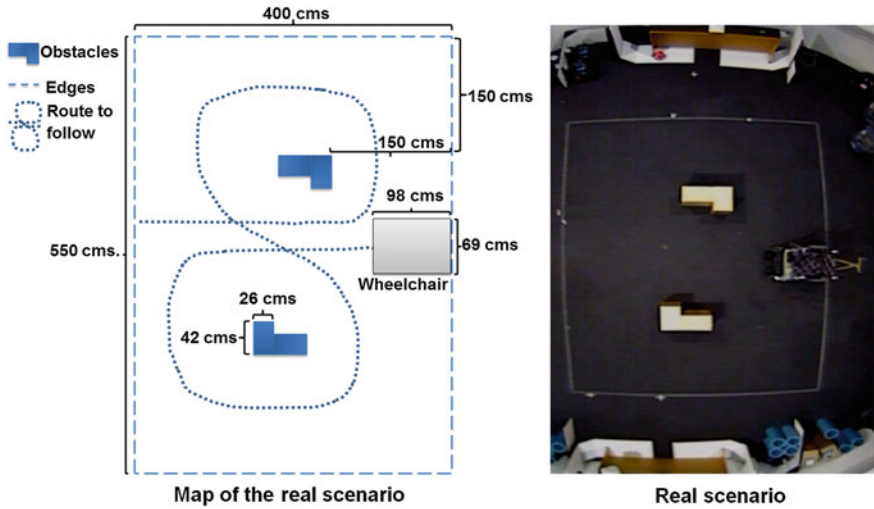 400 cms
Obstacles
Edges
Route to
follow
150 cms
150 cms
98 cms
550 cms.
69 cms
Wheelchair
26 cms
42 cms
Map of the real scenario
Real scenario